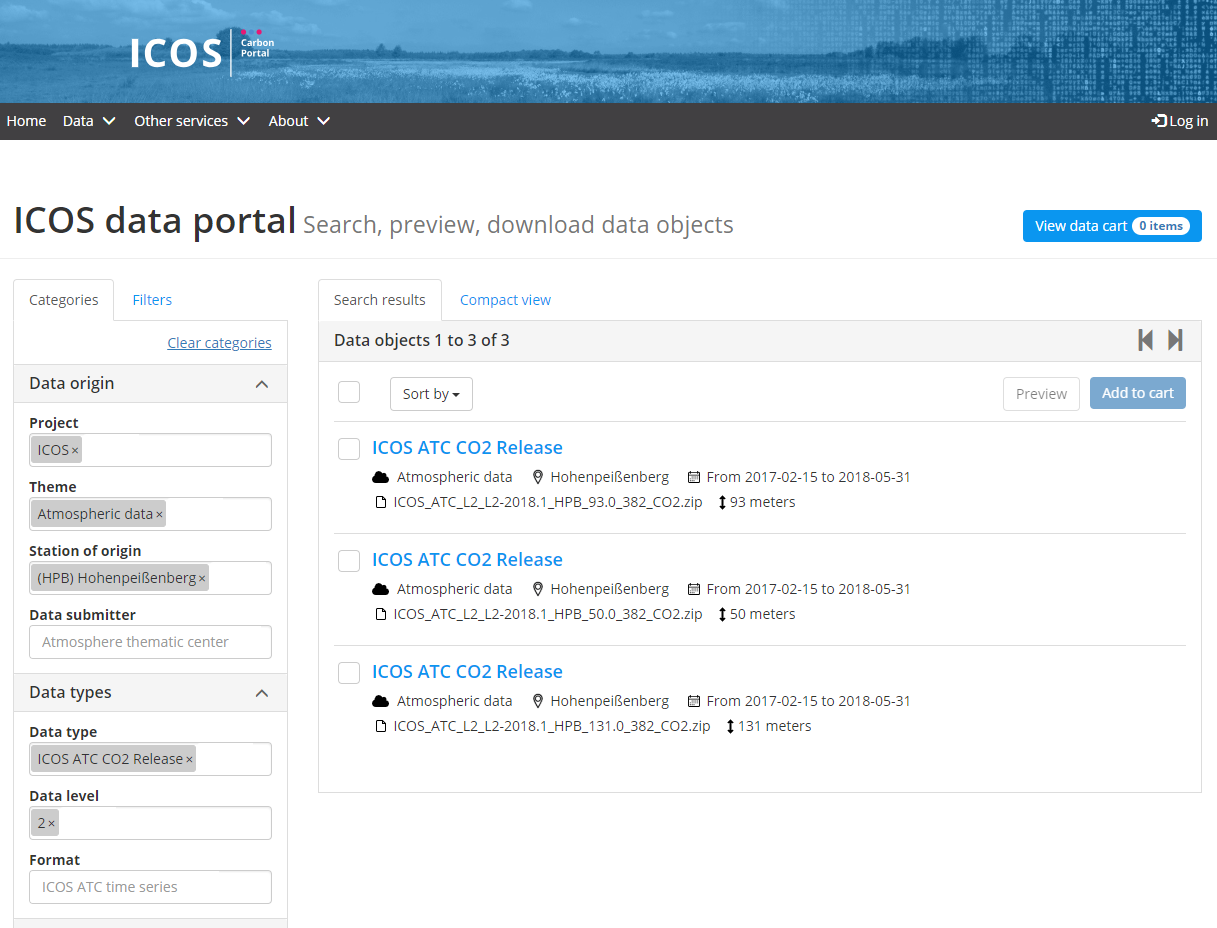 ICOS Carbon
Portal
Home Data Other services About Log in
ICOS data portal Search, preview, download data objects
View data cart 0 items
Categories Filters
Clear categories
Data origin
Project
ICOS ×
Theme
Atmospheric data ×
Station of origin
(HPB) Hohenpeißenberg ×
Data submitter
Atmosphere thematic center
Data types
Data type
ICOS ATC CO2 Release ×
Data level
2 ×
Format
ICOS ATC time series
Search results Compact view
Data objects 1 to 3 of 3
Sort by Preview Add to cart
ICOS ATC CO2 Release
Atmospheric data Hohenpeißenberg From 2017-02-15 to 2018-05-31
ICOS_ATC_L2_L2-2018.1_HPB_93.0_382_CO2.zip 93 meters
ICOS ATC CO2 Release
Atmospheric data Hohenpeißenberg From 2017-02-15 to 2018-05-31
ICOS_ATC_L2_L2-2018.1_HPB_50.0_382_CO2.zip 50 meters
ICOS ATC CO2 Release
Atmospheric data Hohenpeißenberg From 2017-02-15 to 2018-05-31
ICOS_ATC_L2_L2-2018.1_HPB_131.0_382_CO2.zip 131 meters